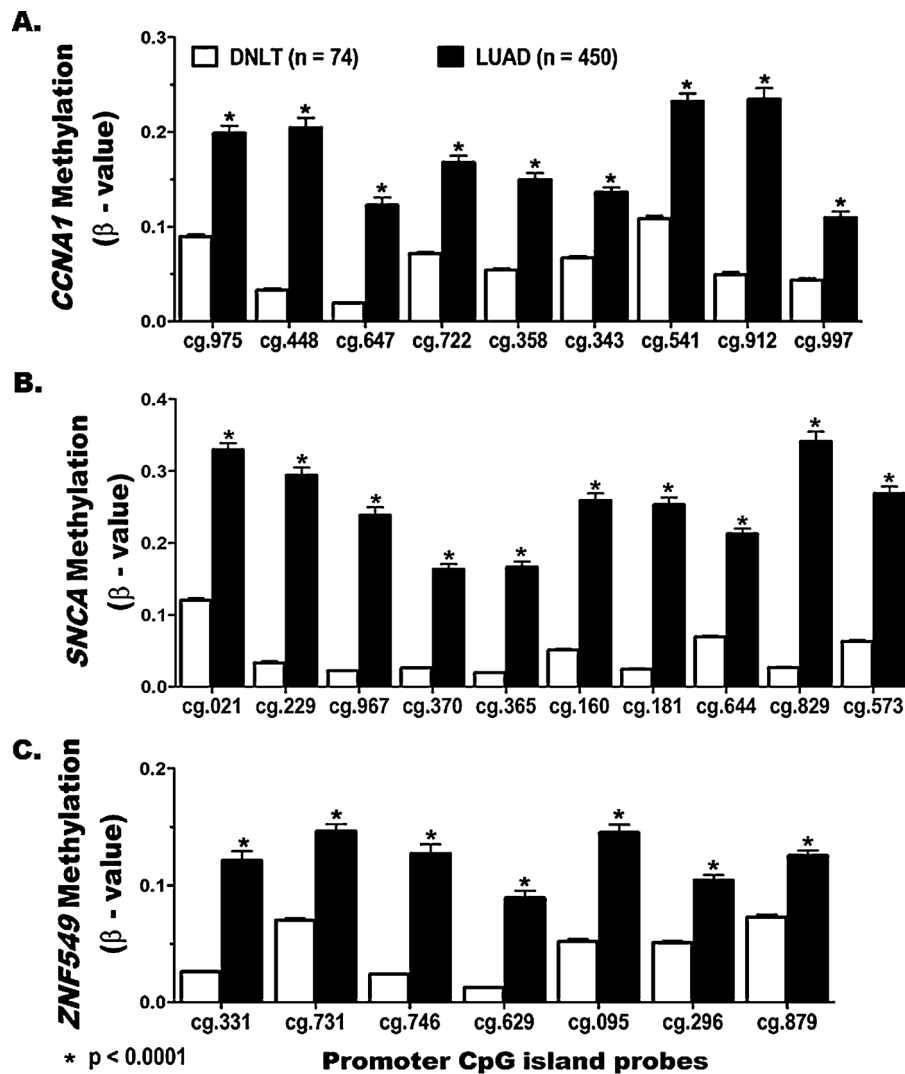 A.
0.3
DNLT (n = 74) LUAD (n = 450)
CCNA1 Methylation
(β - value)
0.2
0.1
0.0
* * * * * * * * *
cg.975 cg.448 cg.647 cg.722 cg.358 cg.343 cg.541 cg.912 cg.997
B.
0.4
SNCA Methylation
(β - value)
0.3
0.2
0.1
0.0
* * * * * * * * * *
cg.021 cg.229 cg.967 cg.370 cg.365 cg.160 cg.181 cg.644 cg.829 cg.573
C.
0.2
ZNF549 Methylation
(β - value)
0.1
0.0
* * * * * * *
cg.331 cg.731 cg.746 cg.629 cg.095 cg.296 cg.879
* p < 0.0001 Promoter CpG island probes